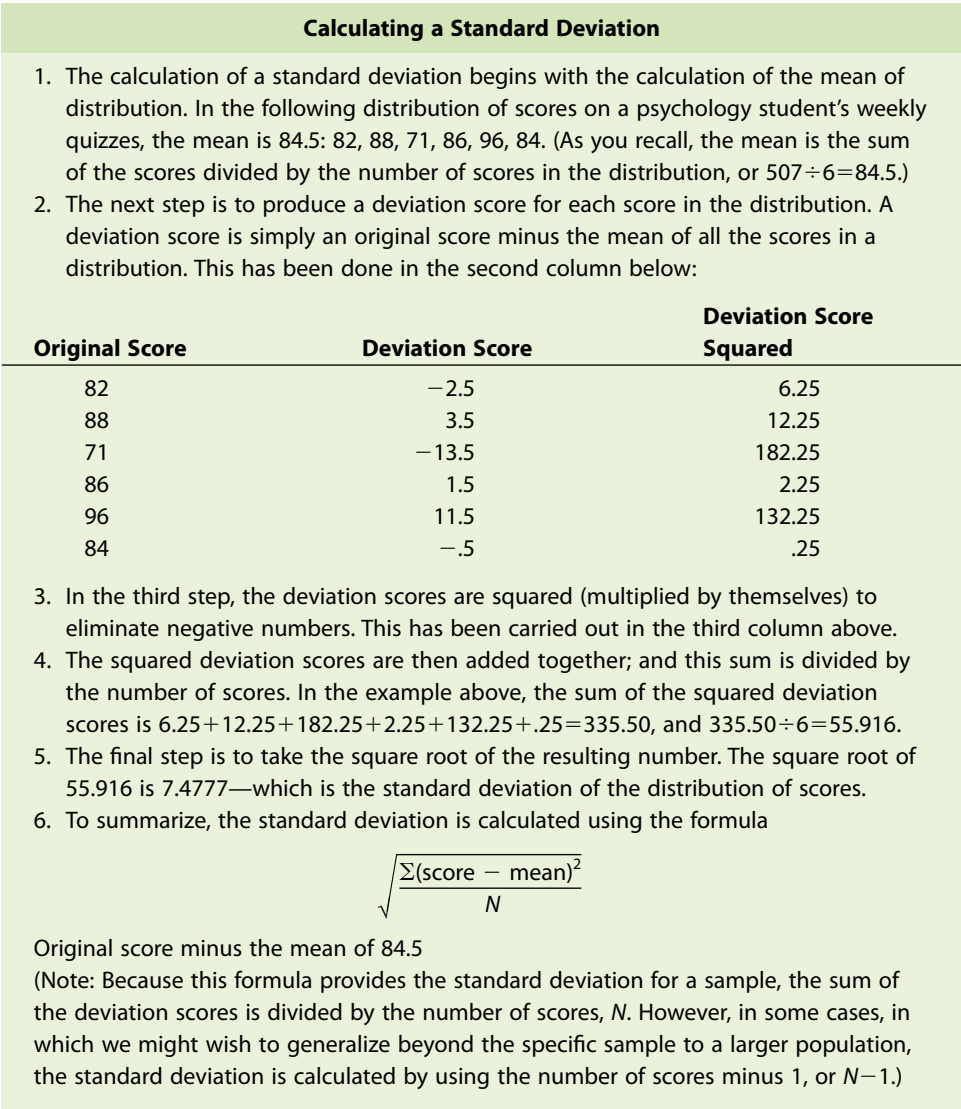 Calculating a Standard Deviation
1. The calculation of a standard deviation begins with the calculation of the mean of
distribution. In the following distribution of scores on a psychology student's weekly
quizzes, the mean is 84.5: 82, 88, 71, 86, 96, 84. (As you recall, the mean is the sum
of the scores divided by the number of scores in the distribution, or 507÷6=84.5.)
2. The next step is to produce a deviation score for each score in the distribution. A
deviation score is simply an original score minus the mean of all the scores in a
distribution. This has been done in the second column below:
Deviation Score
Original Score Deviation Score Squared
82 −2.5 6.25
88 3.5 12.25
71 −13.5 182.25
86 1.5 2.25
96 11.5 132.25
84 −.5 .25
3. In the third step, the deviation scores are squared (multiplied by themselves) to
eliminate negative numbers. This has been carried out in the third column above.
4. The squared deviation scores are then added together; and this sum is divided by
the number of scores. In the example above, the sum of the squared deviation
scores is 6.25+12.25+182.25+2.25+132.25+.25=335.50, and 335.50÷6=55.916.
5. The final step is to take the square root of the resulting number. The square root of
55.916 is 7.4777—which is the standard deviation of the distribution of scores.
6. To summarize, the standard deviation is calculated using the formula
√Σ(score − mean)²
N
Original score minus the mean of 84.5
(Note: Because this formula provides the standard deviation for a sample, the sum of
the deviation scores is divided by the number of scores, N. However, in some cases, in
which we might wish to generalize beyond the specific sample to a larger population,
the standard deviation is calculated by using the number of scores minus 1, or N−1.)